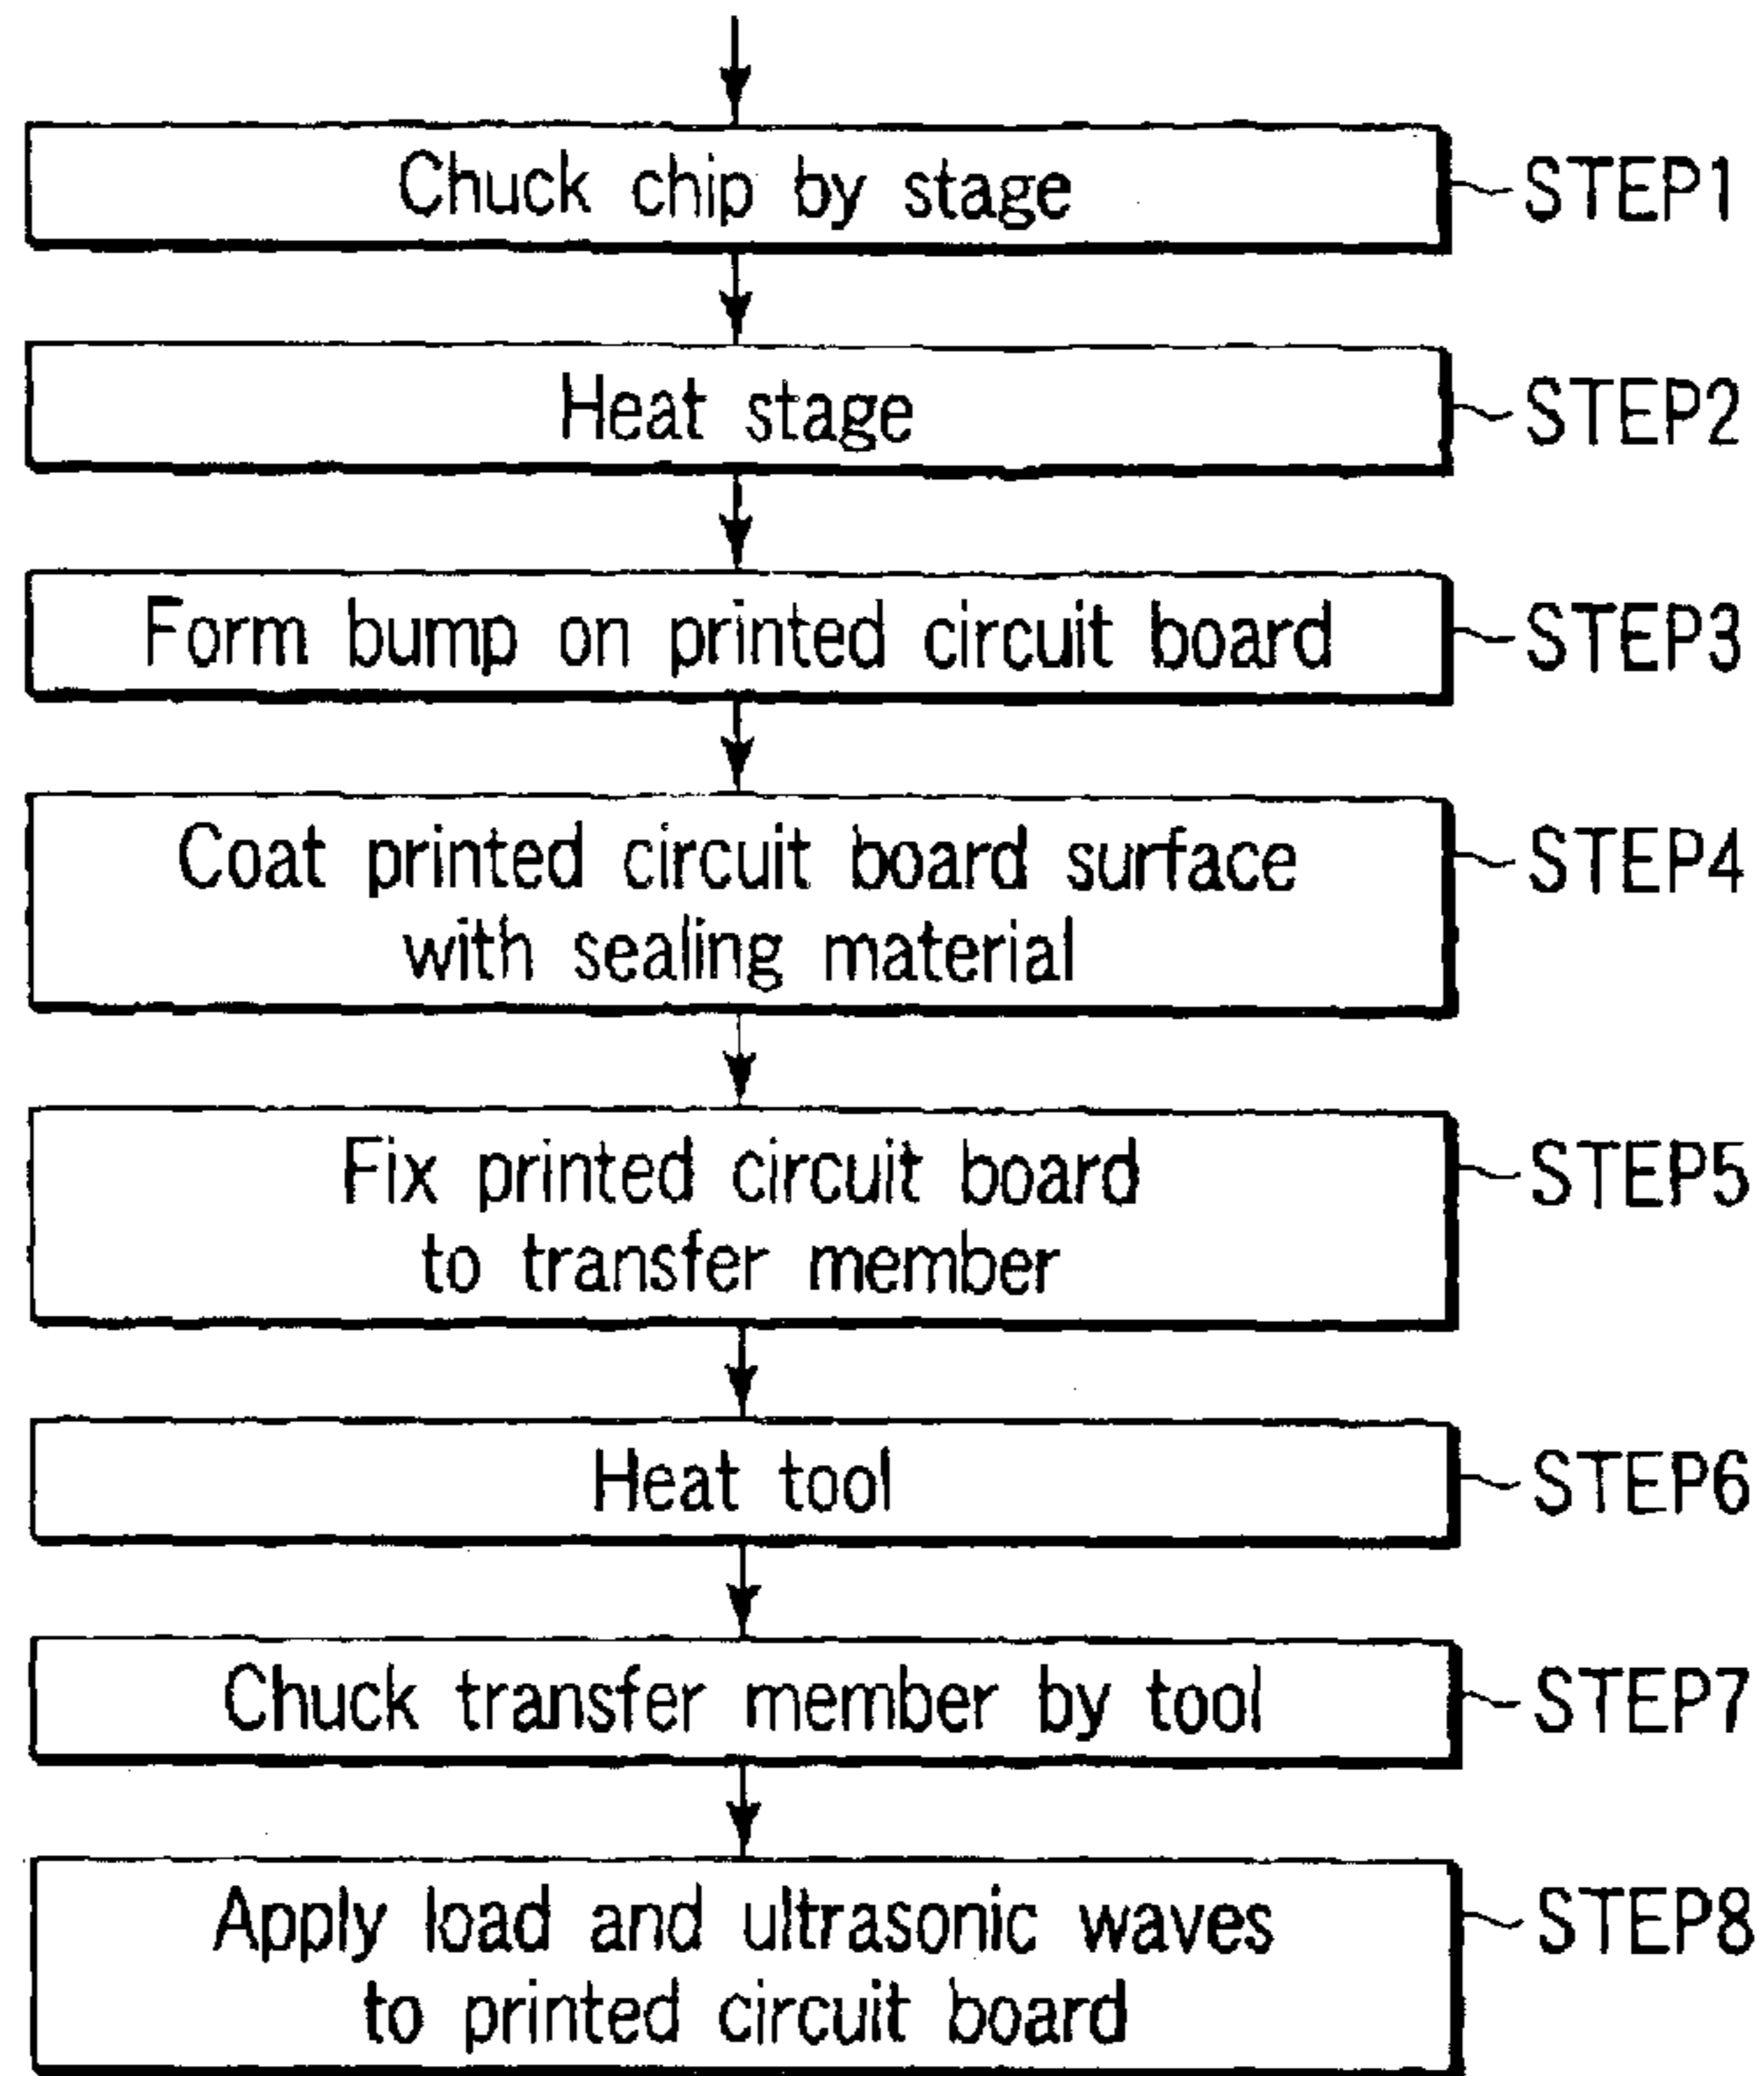 Chuck chip by stage
STEP1
Heat stage
STEP2
Form bump on printed circuit board
STEP3
Coat printed circuit board surface
with sealing material
STEP4
Fix printed circuit board
to transfer member
STEP5
Heat tool
STEP6
Chuck transfer member by tool
STEP7
Apply load and ultrasonic waves
to printed circuit board
STEP8